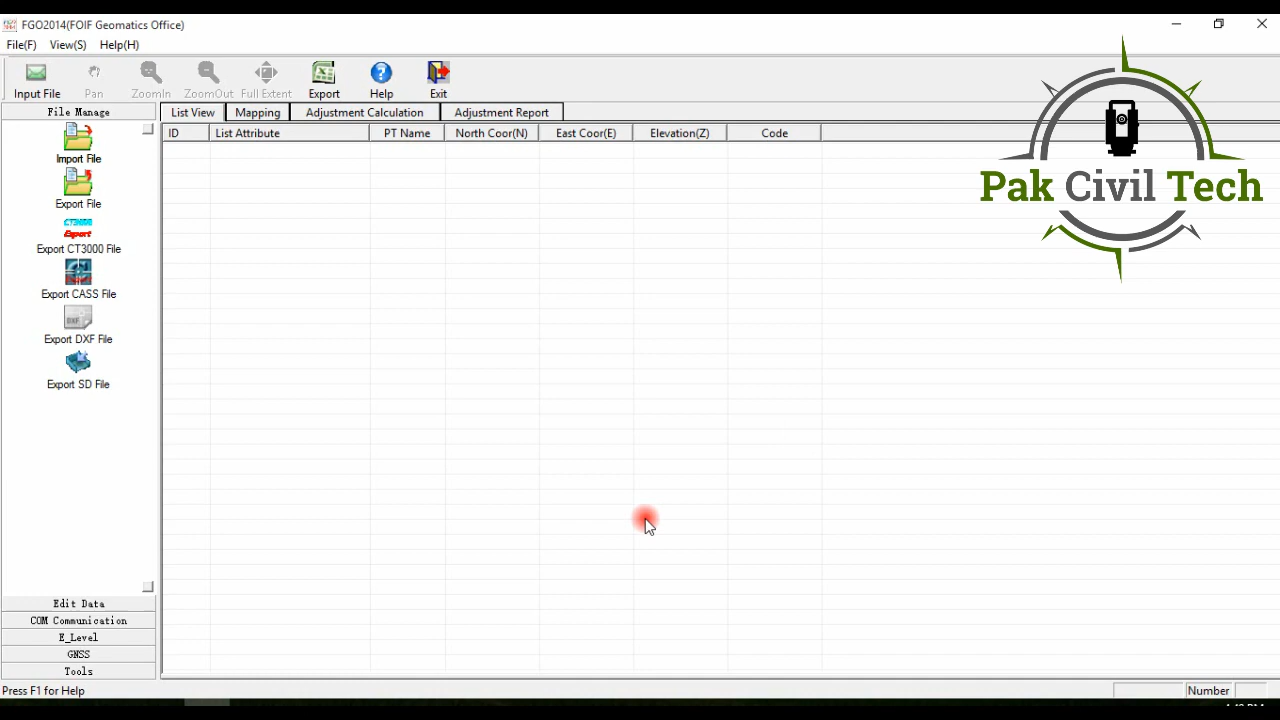 FGO2014(FOIF Geomatics Office)
File(F) View(S) Help(H)
Input File Pan ZoomIn ZoomOut Full Extent Export Help Exit
File Manage
List View Mapping Adjustment Calculation Adjustment Report
ID List Attribute PT Name North Coor(N) East Coor(E) Elevation(Z) Code
Import File
Export File
CT3000
Export
Export CT3000 File
Export CASS File
DXF
Export DXF File
Export SD File
Pak Civil Tech
Edit Data
COM Communication
E_Level
GNSS
Tools
Press F1 for Help
Number